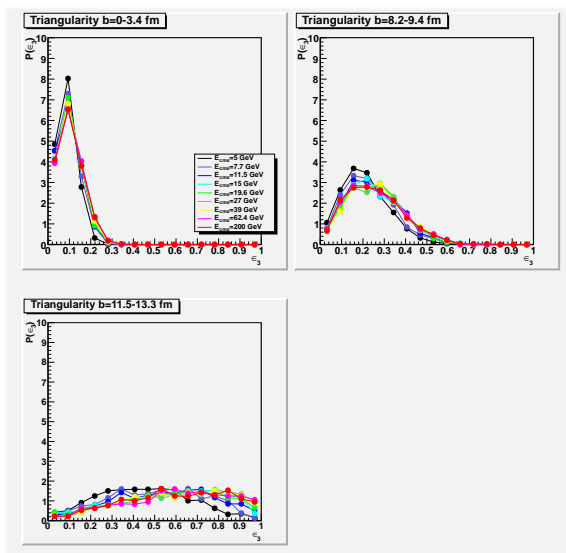 Triangularity b=0-3.4 fm
P(∈3)
10
9
8
7
6
5
4
3
2
1
0
0 0.1 0.2 0.3 0.4 0.5 0.6 0.7 0.8 0.9 1
∈3
Ecms=5 GeV
Ecms=7.7 GeV
Ecms=11.5 GeV
Ecms=15 GeV
Ecms=19.6 GeV
Ecms=27 GeV
Ecms=39 GeV
Ecms=62.4 GeV
Ecms=200 GeV
Triangularity b=8.2-9.4 fm
P(∈3)
10
9
8
7
6
5
4
3
2
1
0
0 0.1 0.2 0.3 0.4 0.5 0.6 0.7 0.8 0.9 1
∈3
Triangularity b=11.5-13.3 fm
P(∈3)
10
9
8
7
6
5
4
3
2
1
0
0 0.1 0.2 0.3 0.4 0.5 0.6 0.7 0.8 0.9 1
∈3